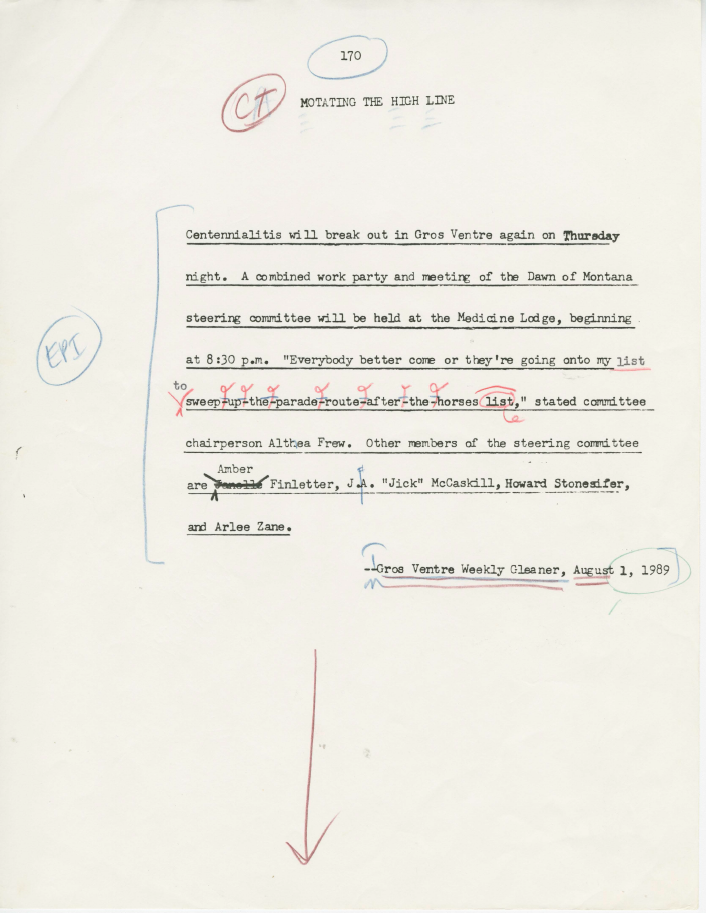 170
CT
MOTATING THE HIGH LINE
Centennialitis will break out in Gros Ventre again on Thursday
night. A combined work party and meeting of the Dawn of Montana
steering committee will be held at the Medicine Lodge, beginning
EPI
at 8:30 p.m. "Everybody better come or they're going onto my list
to
sweep-up-the-parade-route-after-the-horses list," stated committee
chairperson Althea Frew. Other members of the steering committee
Amber
are Janelle Finletter, J.A. "Jick" McCaskill, Howard Stonesifer,
and Arlee Zane.
--Gros Ventre Weekly Gleaner, August 1, 1989